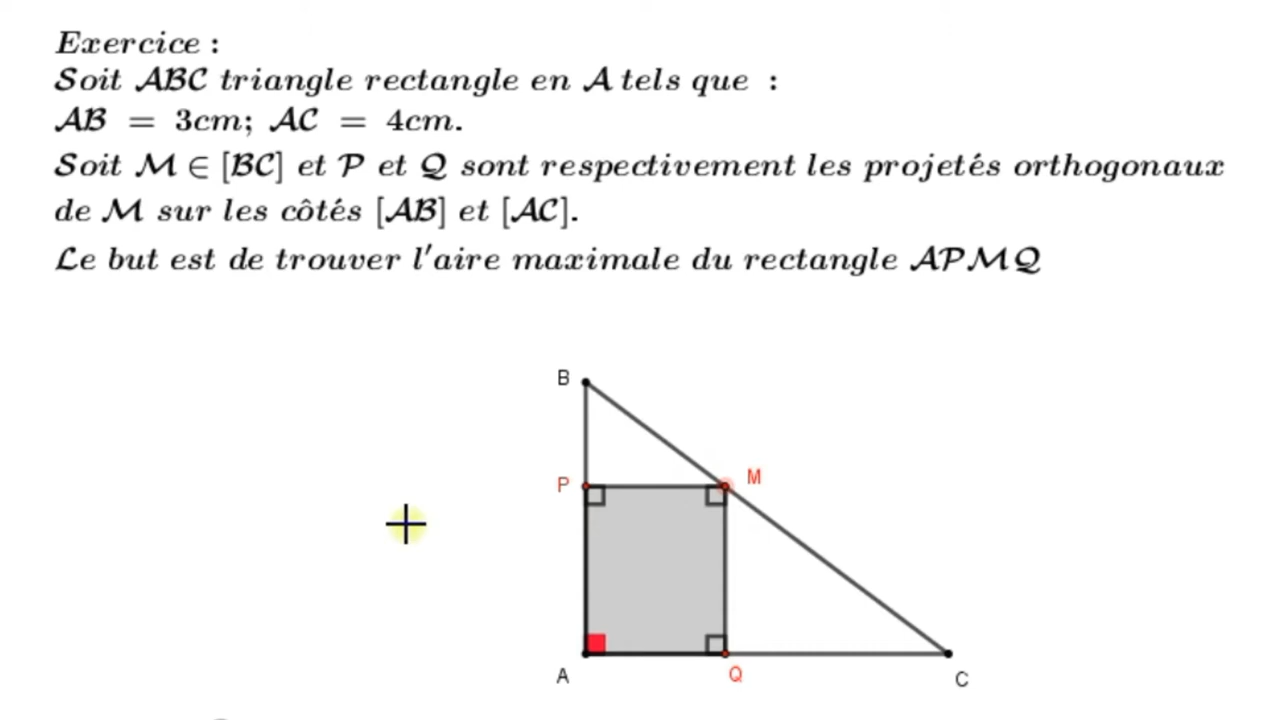 Exercice :
Soit ABC triangle rectangle en A tels que :
AB = 3cm; AC = 4cm.
Soit M ∈ [BC] et P et Q sont respectivement les projetés orthogonaux
de M sur les côtés [AB] et [AC].
Le but est de trouver l'aire maximale du rectangle APMQ
B
P
M
A
Q
C